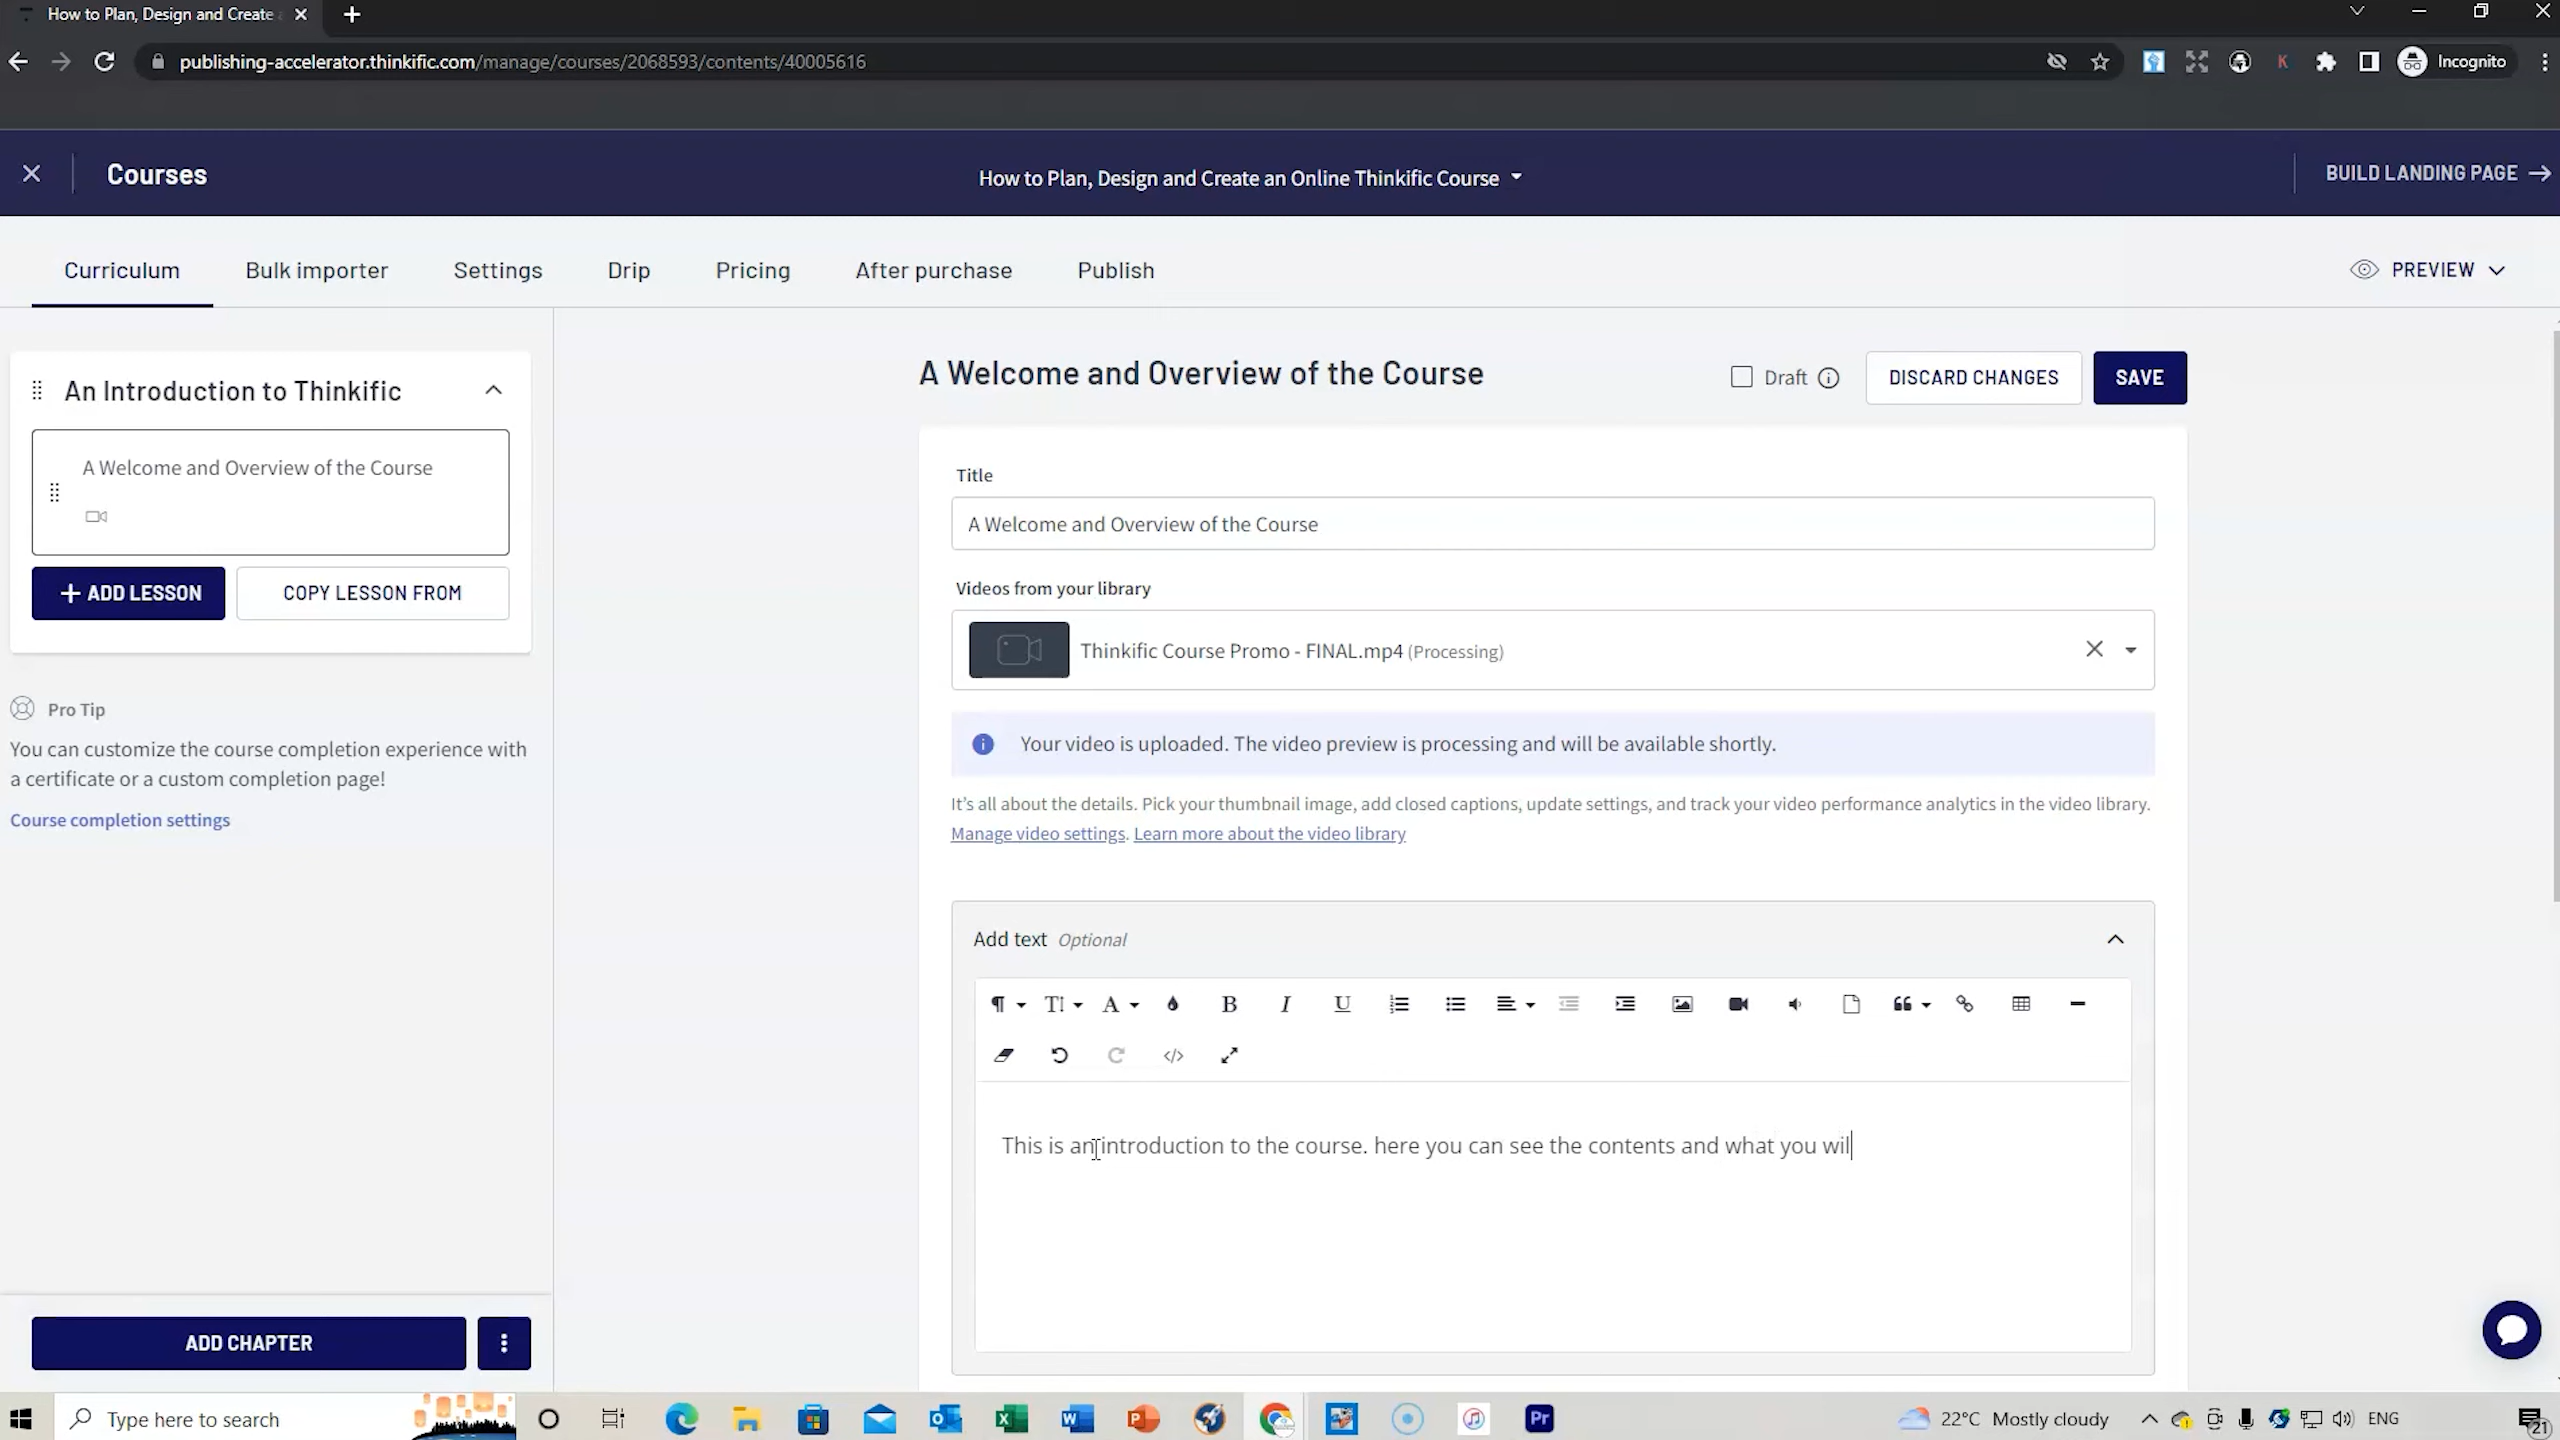 How to Plan, Design and Create
publishing-accelerator.thinkific.com/manage/courses/2068593/contents/40005616
K
Incognito
Courses
How to Plan, Design and Create an Online Thinkific Course
BUILD LANDING PAGE
Curriculum
Bulk importer
Settings
Drip
Pricing
After purchase
Publish
PREVIEW
An Introduction to Thinkific
A Welcome and Overview of the Course
+ ADD LESSON
COPY LESSON FROM
Pro Tip
You can customize the course completion experience with
a certificate or a custom completion page!
Course completion settings
ADD CHAPTER
A Welcome and Overview of the Course
Draft
DISCARD CHANGES
SAVE
Title
A Welcome and Overview of the Course
Videos from your library
Thinkific Course Promo - FINAL.mp4 (Processing)
Your video is uploaded. The video preview is processing and will be available shortly.
It's all about the details. Pick your thumbnail image, add closed captions, update settings, and track your video performance analytics in the video library.
Manage video settings. Learn more about the video library
Add text Optional
This is an introduction to the course. here you can see the contents and what you wil
Type here to search
22°C Mostly cloudy
ENG
21